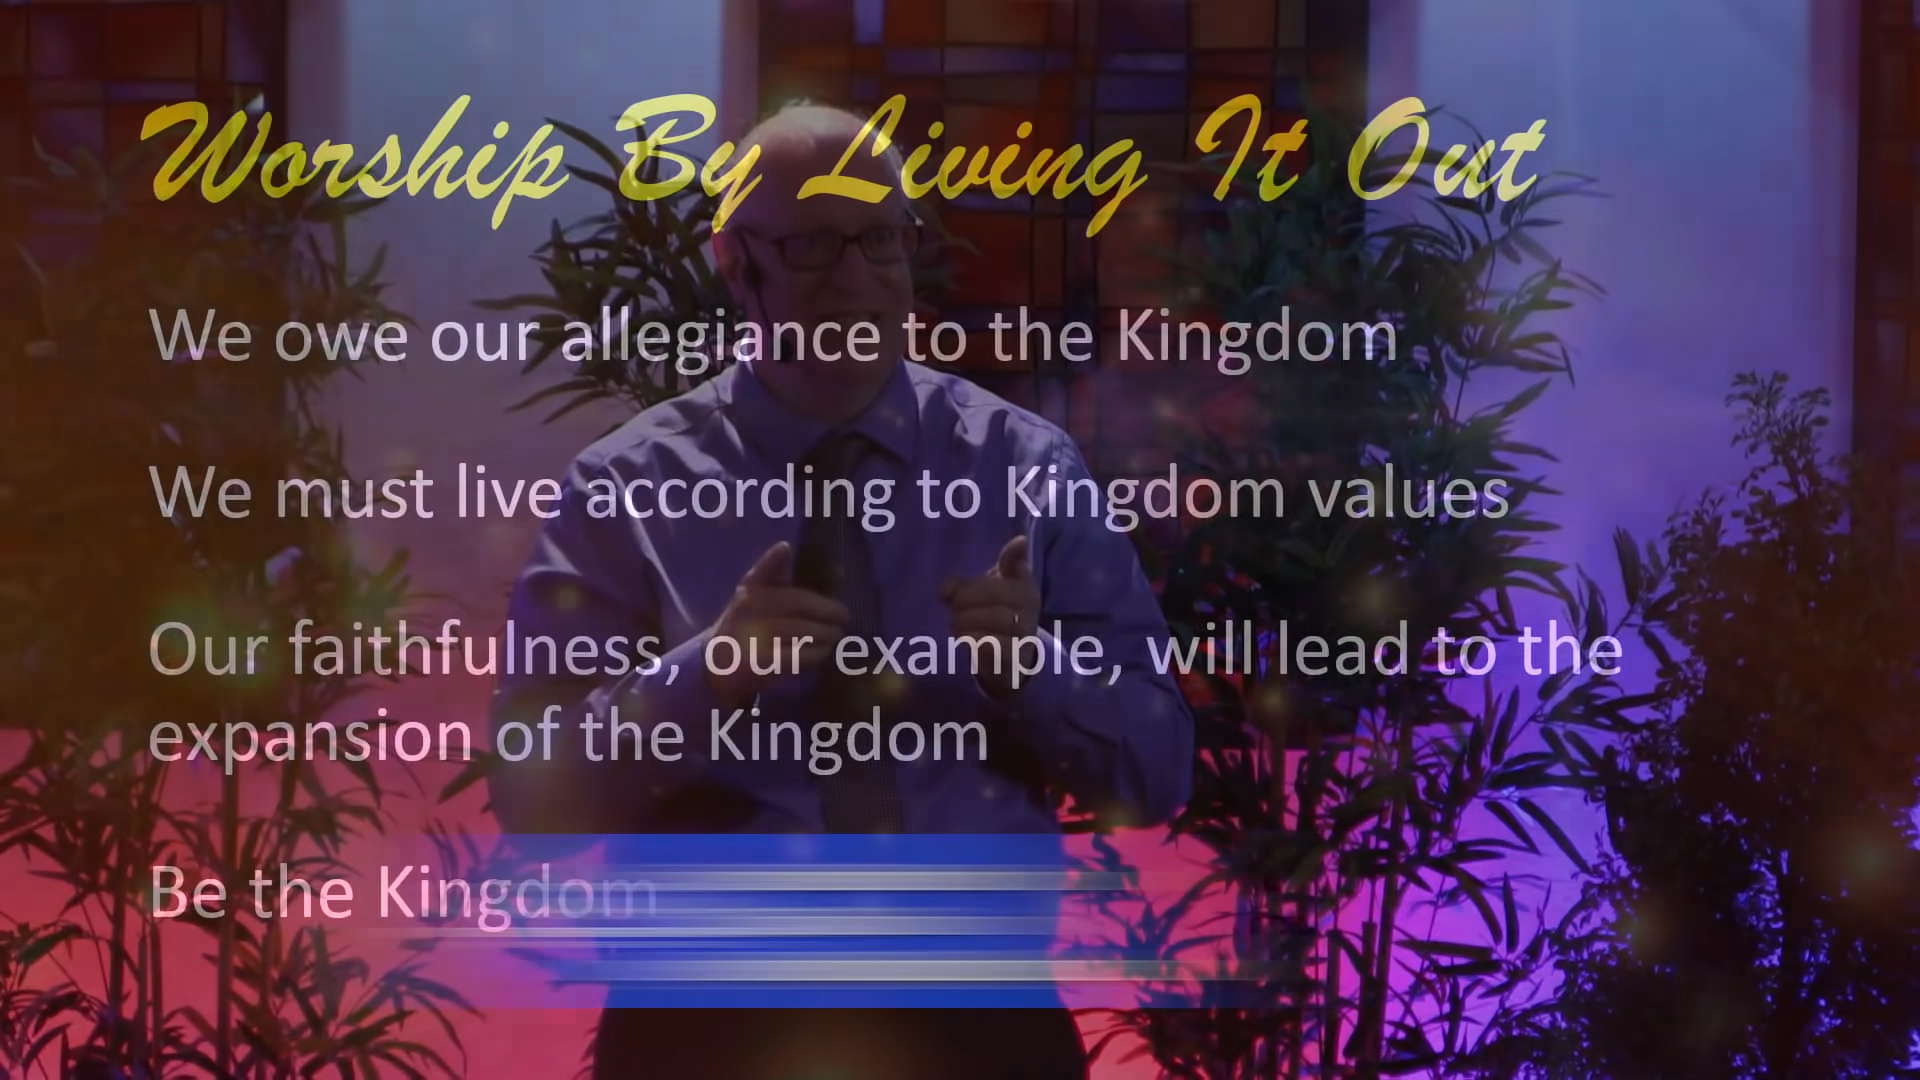 Worship By Living It Out
We owe our allegiance to the Kingdom
We must live according to Kingdom values
Our faithfulness, our example, will lead to the
expansion of the Kingdom
Be the Kingdom